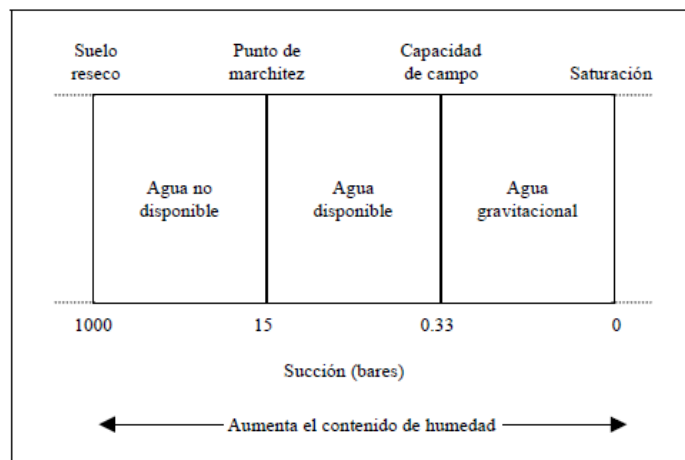 Suelo
reseco
Punto de
marchitez
Capacidad
de campo
Saturación
Agua no
disponible
Agua
disponible
Agua
gravitacional
1000
15
0.33
0
Succión (bares)
Aumenta el contenido de humedad